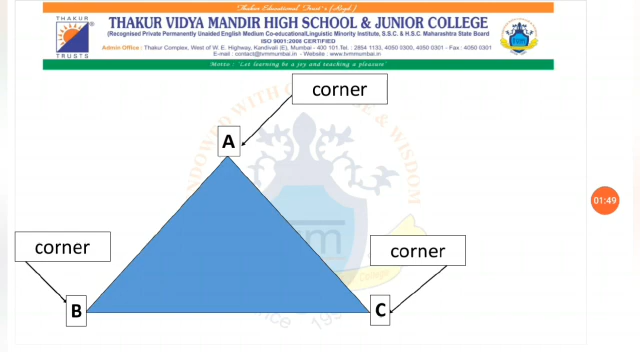 Thakur Educational Trust's (Regd.)
THAKUR
TRUSTS
THAKUR VIDYA MANDIR HIGH SCHOOL & JUNIOR COLLEGE
(Recognised Private Permanently Unaided English Medium Co-educational,Linguistic Minority Institute, S.S.C. & H.S.C. Maharashtra State Board
ISO 9001:2008 CERTIFIED
Admin Office : Thakur Complex, West of W. E. Highway, Kandivali (E), Mumbai - 400 101.Tel. : 2854 1133, 4050 0300, 4050 0301 - Fax : 4050 0301
E-mail : contact@tvmmumbai.in - Website : www.tvmmumbai.in
Motto : 'Let learning be a joy and teaching a pleasure'
corner
A
01:49
corner
corner
B
C
WITH
& WISDOM
College